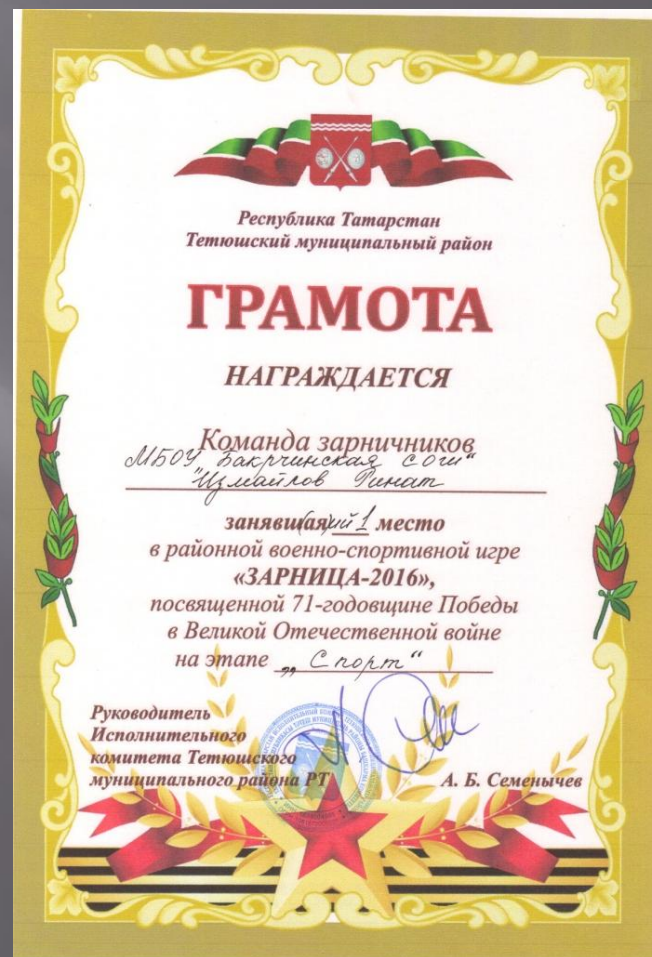 Республика Татарстан
Тетюшский муниципальный район
ГРАМОТА
НАГРАЖДАЕТСЯ
Команда зарничников
МБОУ Бакрчинская сош"
"Измайлов Ринат
занявшая(ий) 1 место
в районной военно-спортивной игре
«ЗАРНИЦА-2016»,
посвященной 71-годовщине Победы
в Великой Отечественной войне
на этапе „Спорт“
Руководитель
Исполнительного
комитета Тетюшского
муниципального района РТ А. Б. Семенычев